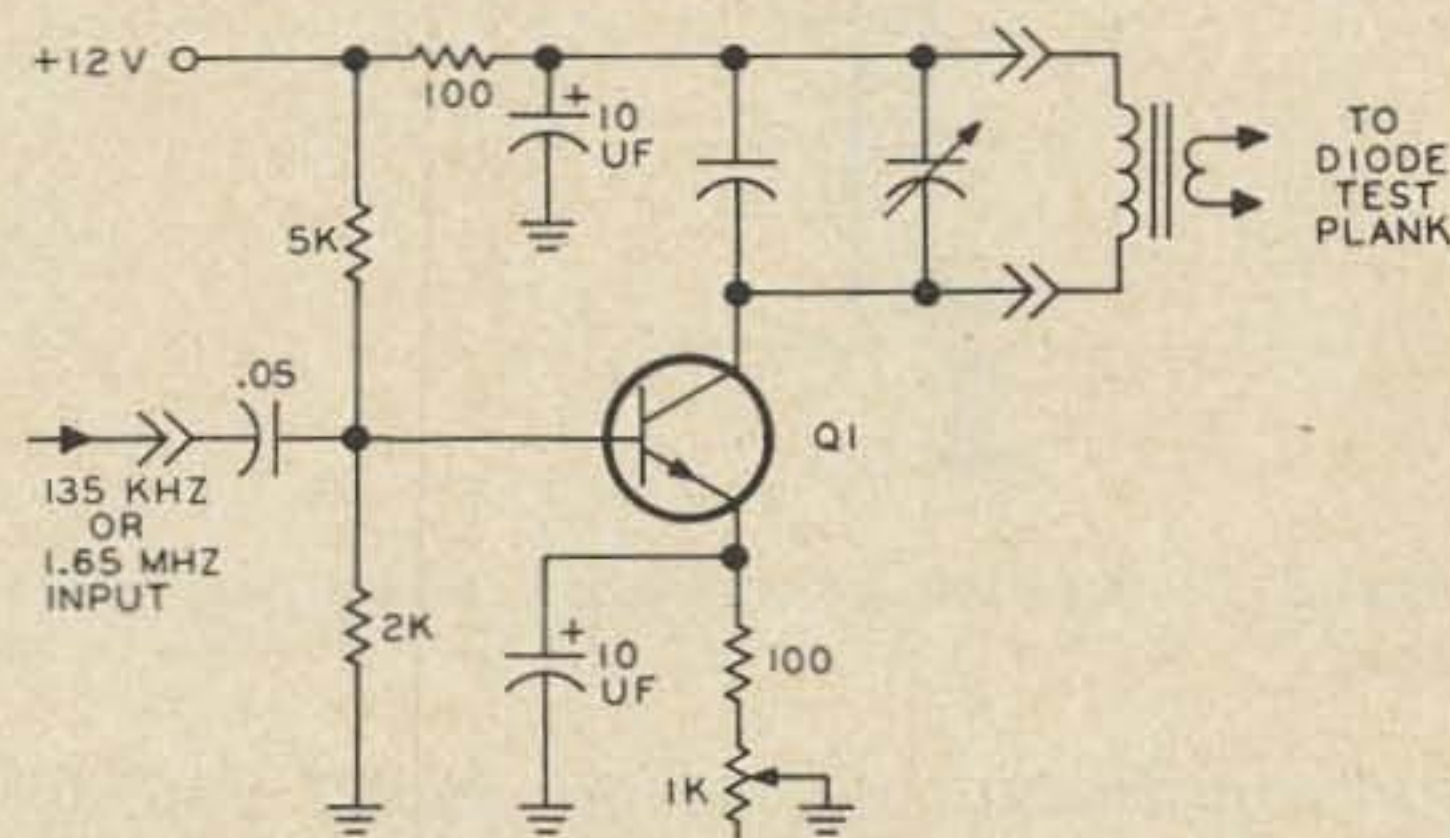 +12 V
100
+
10
UF
TO
DIODE
TEST
PLANK
5K
.05
Q1
135 KHZ
OR
1.65 MHZ
INPUT
2K
+
10
UF
100
1K